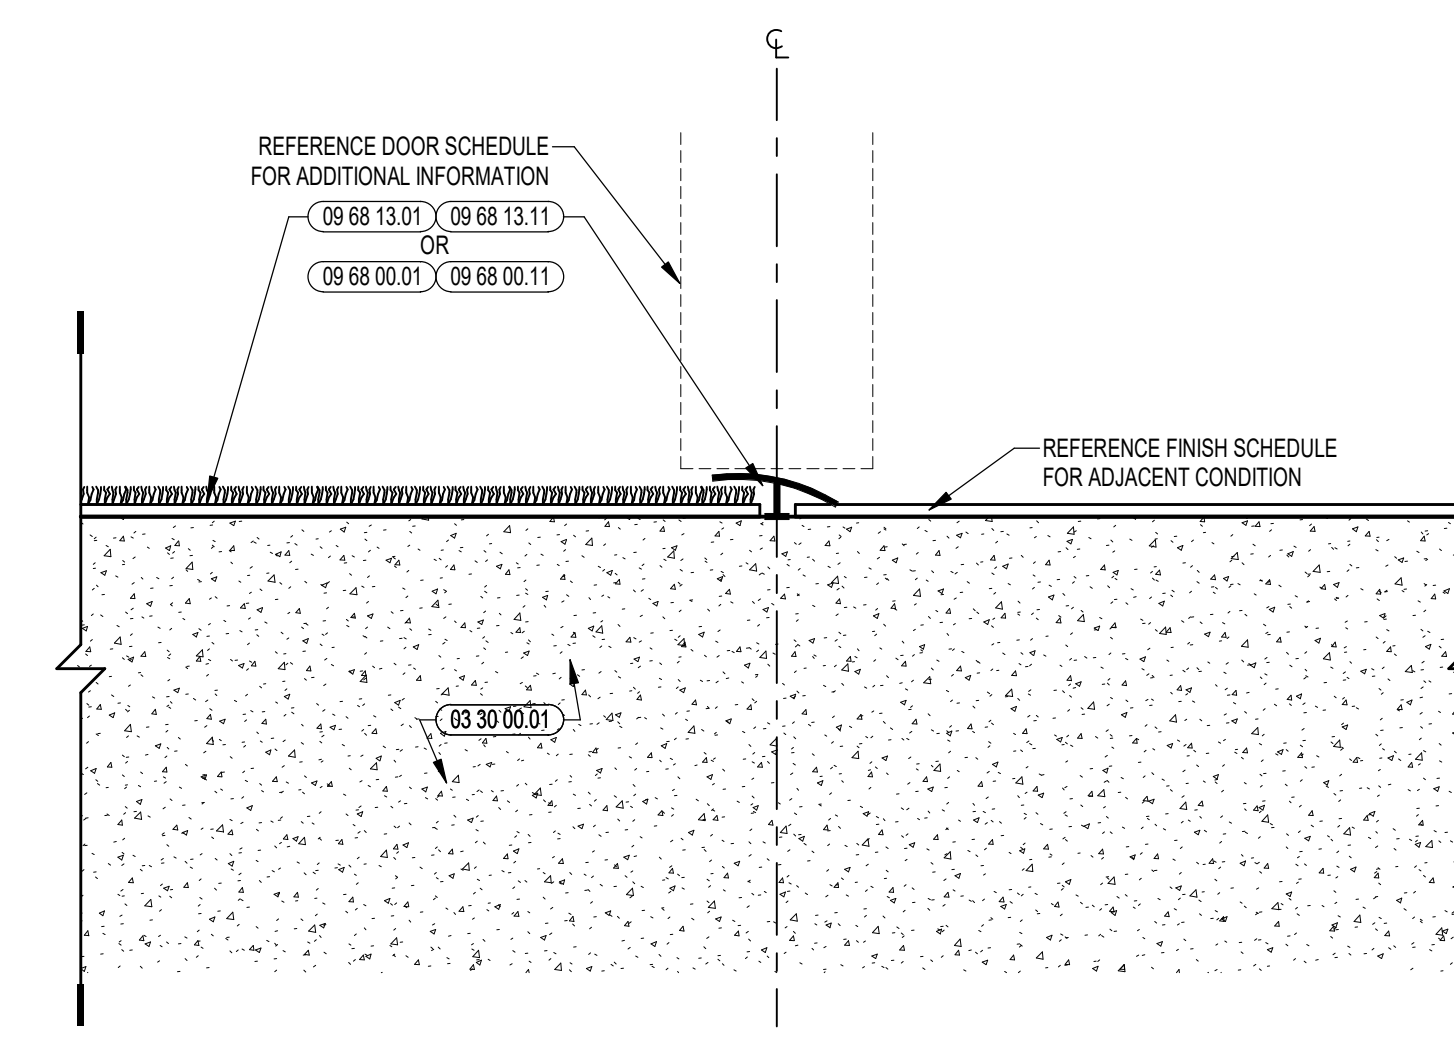 ℄
REFERENCE DOOR SCHEDULE
FOR ADDITIONAL INFORMATION
09 68 13.01 09 68 13.11
OR
09 68 00.01 09 68 00.11
REFERENCE FINISH SCHEDULE
FOR ADJACENT CONDITION
03 30 00.01